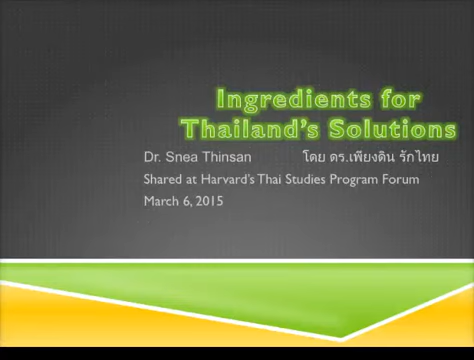 Ingredients for
Thailand's Solutions
Dr. Snea Thinsan โดย ดร.เพียงดิน รักไทย
Shared at Harvard's Thai Studies Program Forum
March 6, 2015